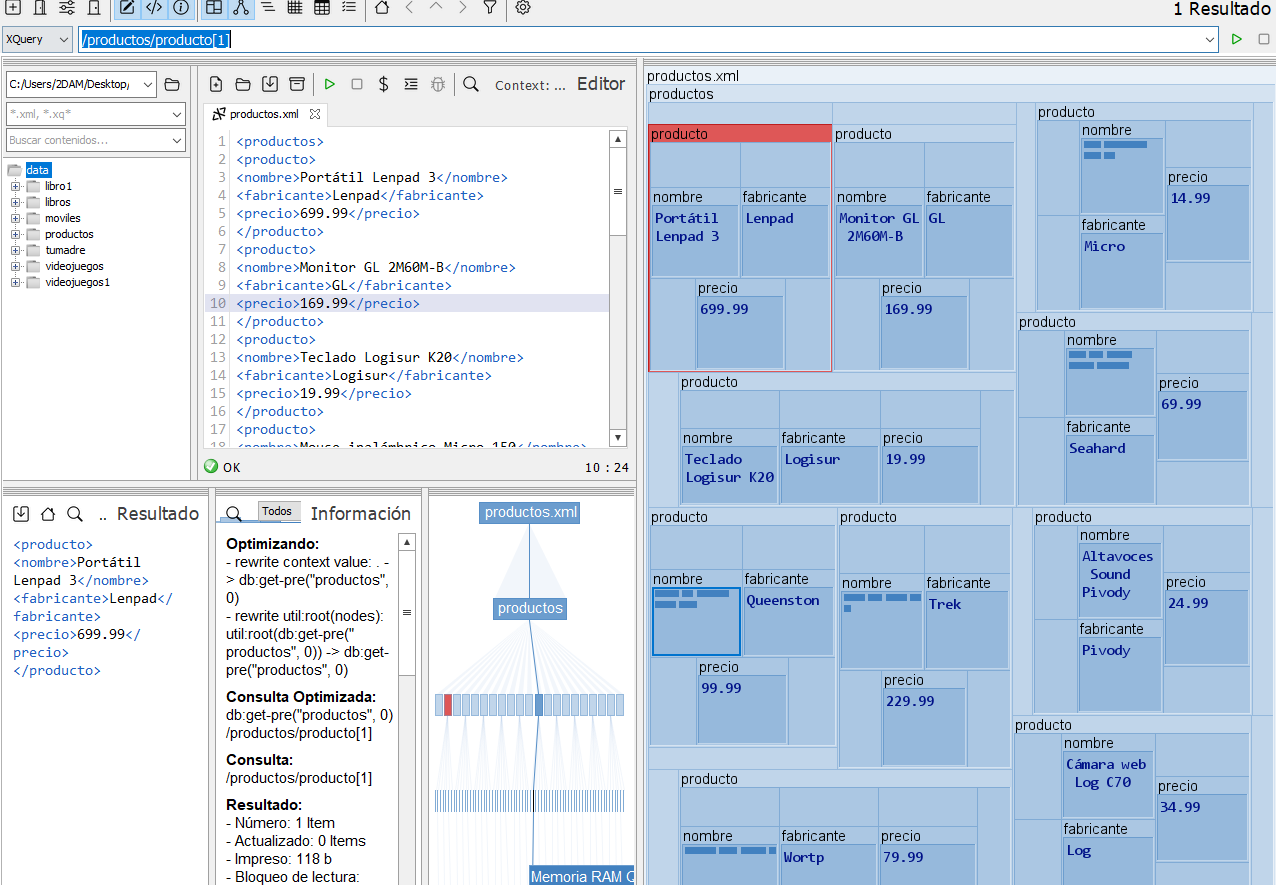 1 Resultado
XQuery
/productos/producto[1]
C:/Users/2DAM/Desktop/
*.xml, *.xq*
Buscar contenidos...
data
libro1
libros
moviles
productos
tumadre
videojuegos
videojuegos1
Context: ...
Editor
productos.xml
1 <productos>
2 <producto>
3 <nombre>Portátil Lenpad 3</nombre>
4 <fabricante>Lenpad</fabricante>
5 <precio>699.99</precio>
6 </producto>
7 <producto>
8 <nombre>Monitor GL 2M60M-B</nombre>
9 <fabricante>GL</fabricante>
10 <precio>169.99</precio>
11 </producto>
12 <producto>
13 <nombre>Teclado Logisur K20</nombre>
14 <fabricante>Logisur</fabricante>
15 <precio>19.99</precio>
16 </producto>
17 <producto>
18 <nombre>Mouse inalámbrico Micro 150</nombre>
OK
10 : 24
.. Resultado
<producto>
<nombre>Portátil
Lenpad 3</nombre>
<fabricante>Lenpad</
fabricante>
<precio>699.99</
precio>
</producto>
Todos
Información
Optimizando:
- rewrite context value: . -
> db:get-pre("productos",
0)
- rewrite util:root(nodes):
util:root(db:get-pre("
productos", 0)) -> db:get-
pre("productos", 0)
Consulta Optimizada:
db:get-pre("productos", 0)
/productos/producto[1]
Consulta:
/productos/producto[1]
Resultado:
- Número: 1 Item
- Actualizado: 0 Items
- Impreso: 118 b
- Bloqueo de lectura:
productos.xml
productos
Memoria RAM Q
productos.xml
productos
producto
nombre
Portátil
Lenpad 3
fabricante
Lenpad
precio
699.99
producto
nombre
Monitor GL
2M60M-B
fabricante
GL
precio
169.99
producto
nombre
precio
14.99
fabricante
Micro
producto
nombre
precio
69.99
fabricante
Seahard
producto
nombre
Teclado
Logisur K20
fabricante
Logisur
precio
19.99
producto
nombre
fabricante
Queenston
precio
99.99
producto
nombre
fabricante
Trek
precio
229.99
producto
nombre
Altavoces
Sound
Pivody
precio
24.99
fabricante
Pivody
producto
nombre
Cámara web
Log C70
precio
34.99
fabricante
Log
producto
nombre
fabricante
Wortp
precio
79.99